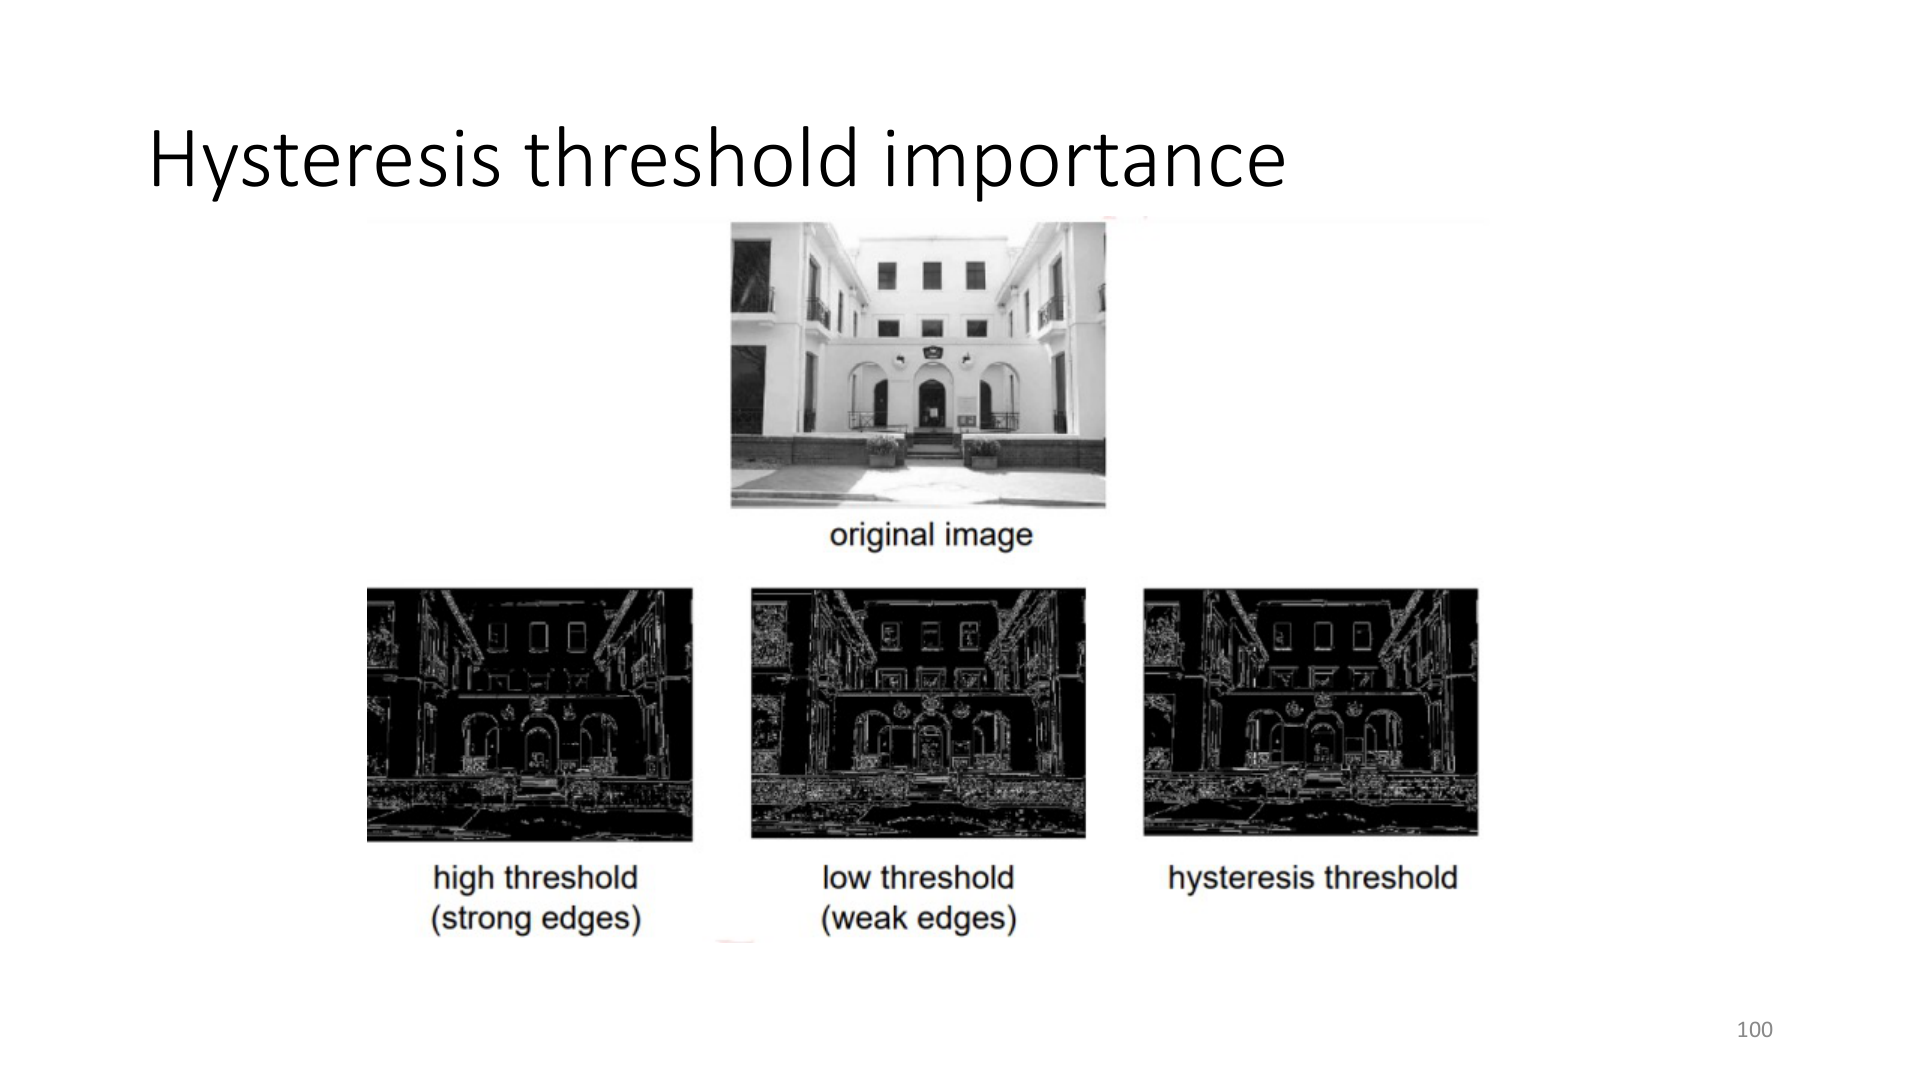 Hysteresis threshold importance
original image
high threshold
(strong edges)
low threshold
(weak edges)
hysteresis threshold
100